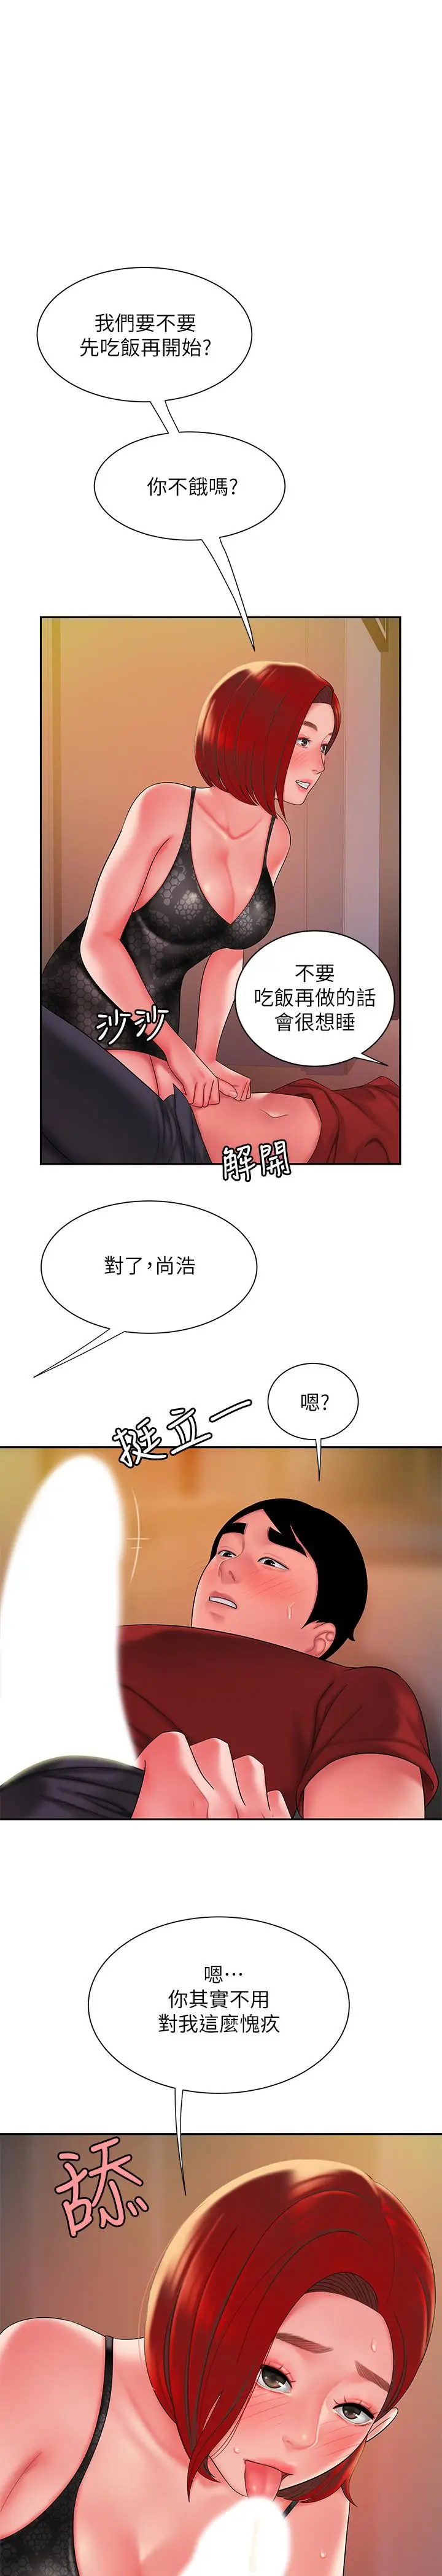 我們要不要
先吃飯再開始?
你不餓嗎?
不要
吃飯再做的話
會很想睡
沙沙
解開
對了,尚浩
嗯?
挺立一
嗯…
你其實不用
對我這麼愧疚
舔